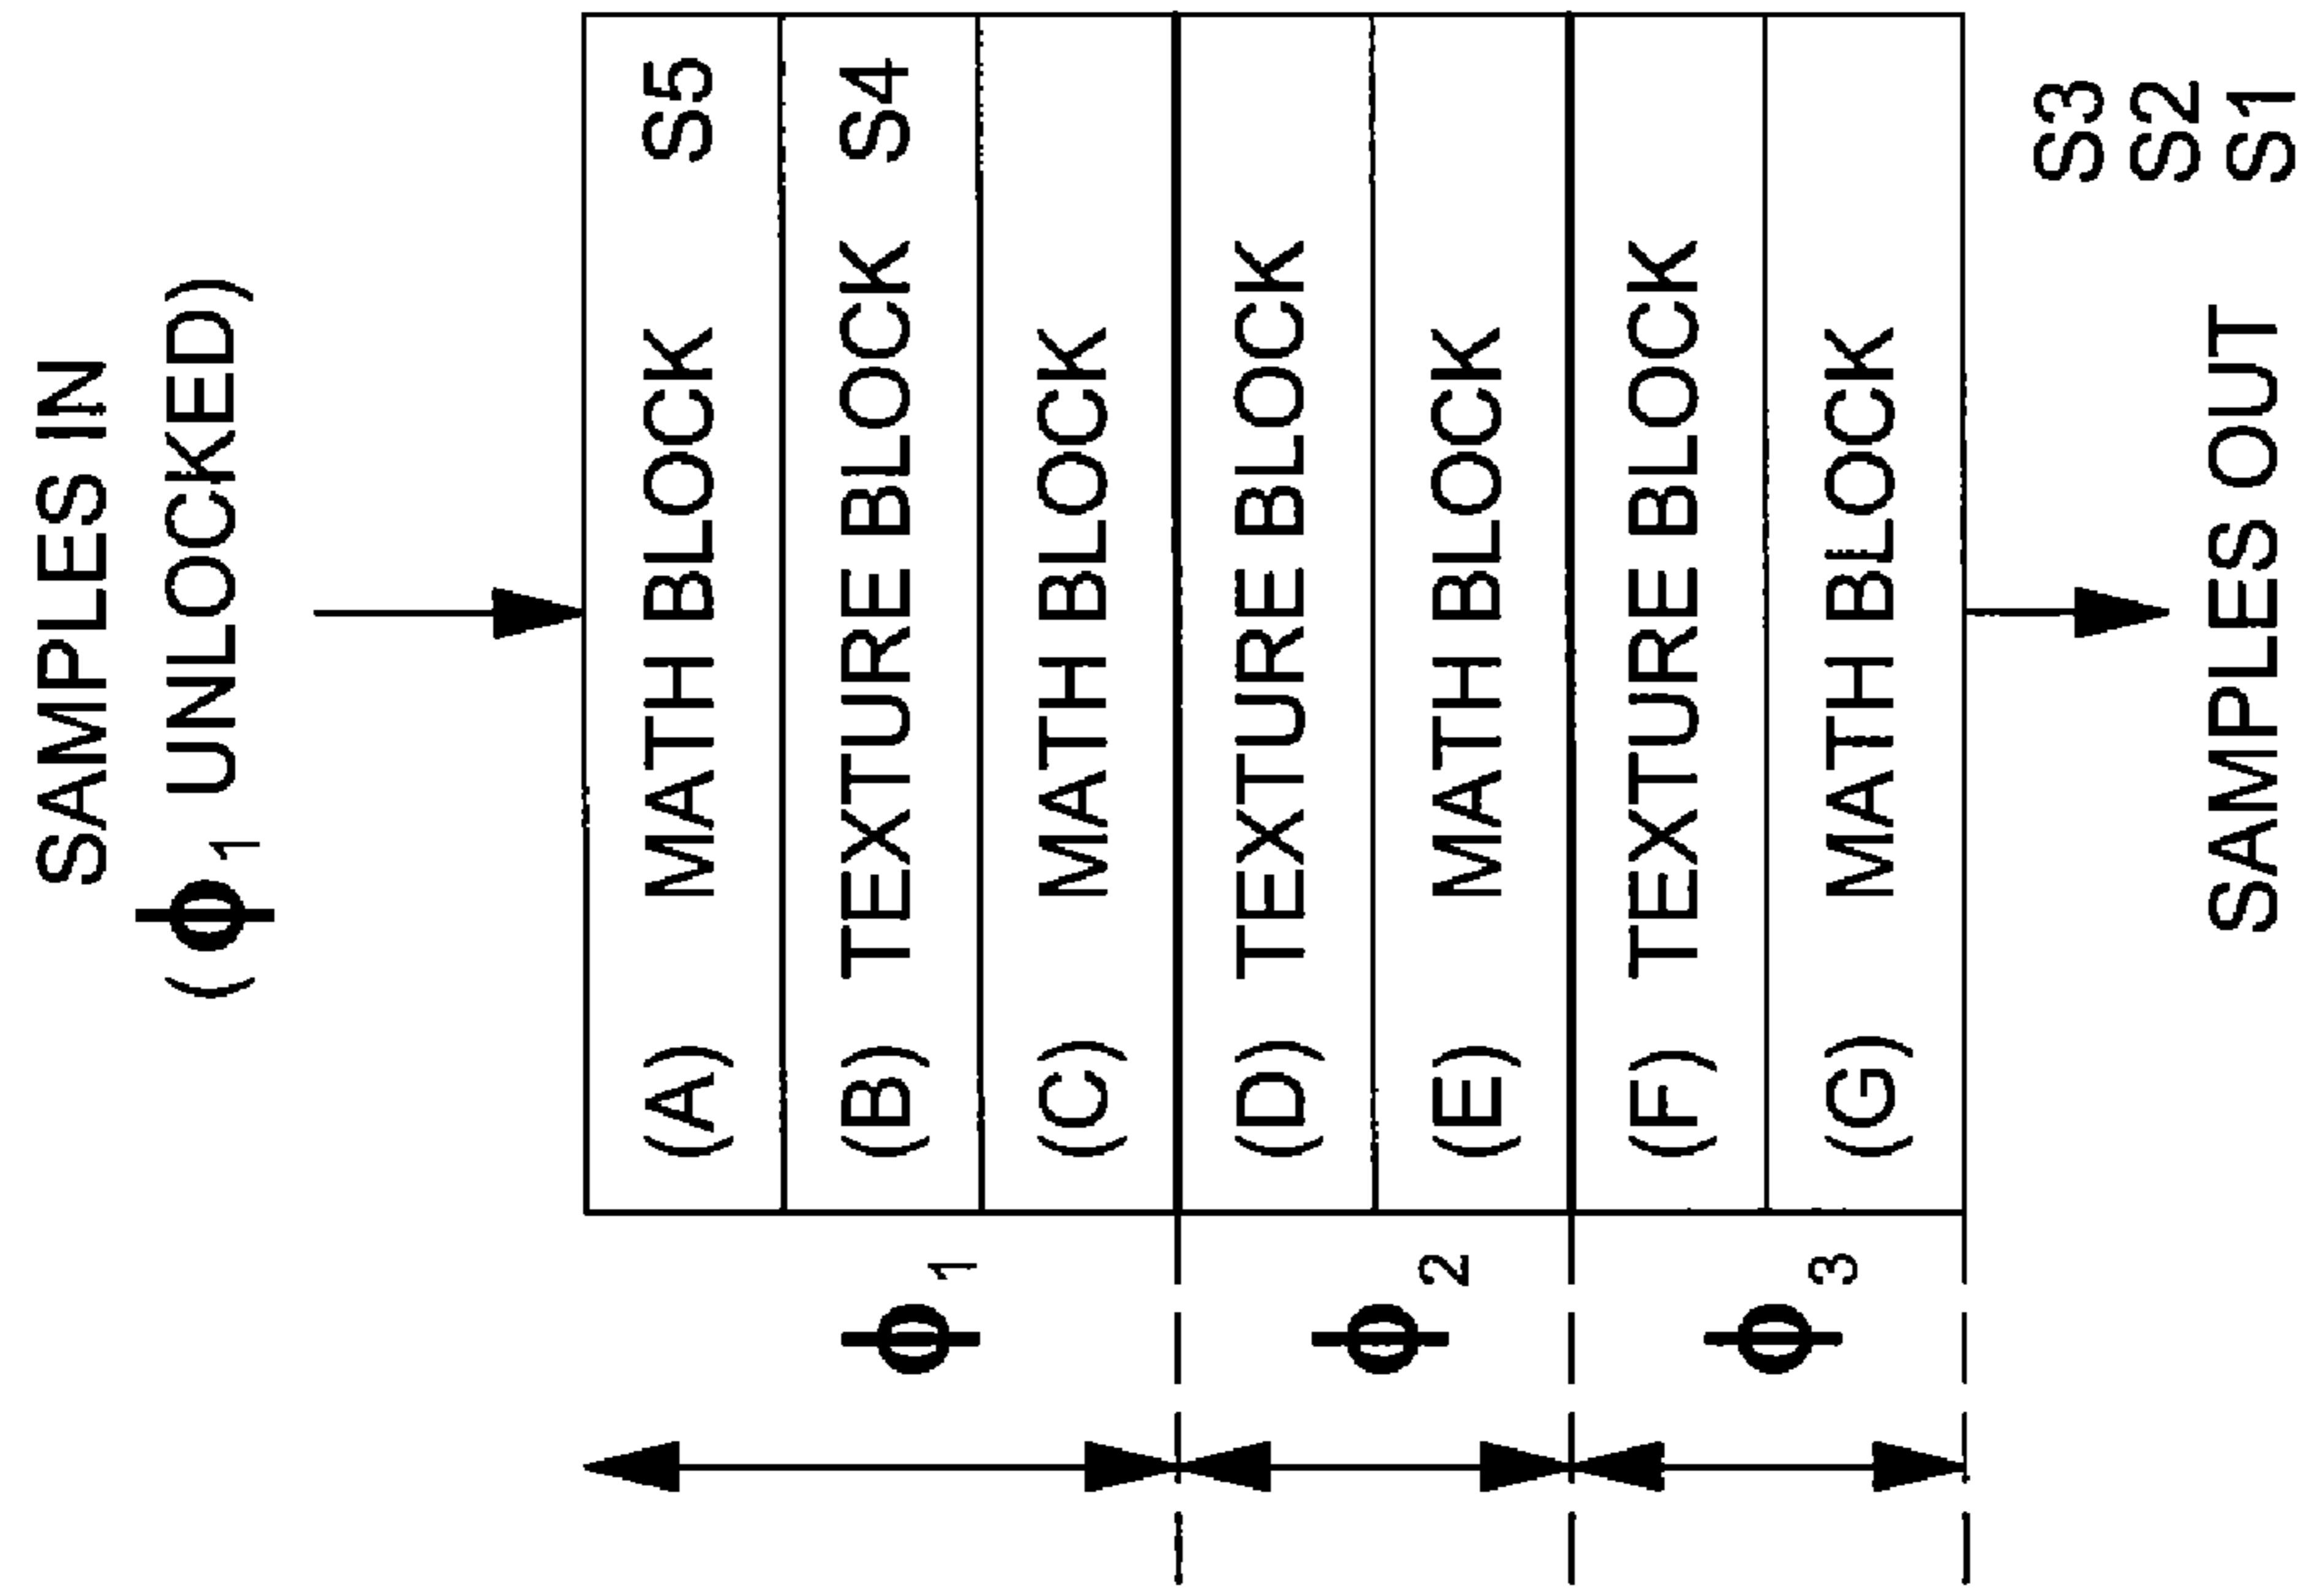 SAMPLES IN
(ϕ1 UNLOCKED)
(A) MATH BLOCK S5
(B) TEXTURE BLOCK S4
(C) MATH BLOCK
ϕ1
(D) TEXTURE BLOCK
(E) MATH BLOCK
ϕ2
(F) TEXTURE BLOCK
(G) MATH BLOCK
ϕ3
S3
S2
SAMPLES OUT S1